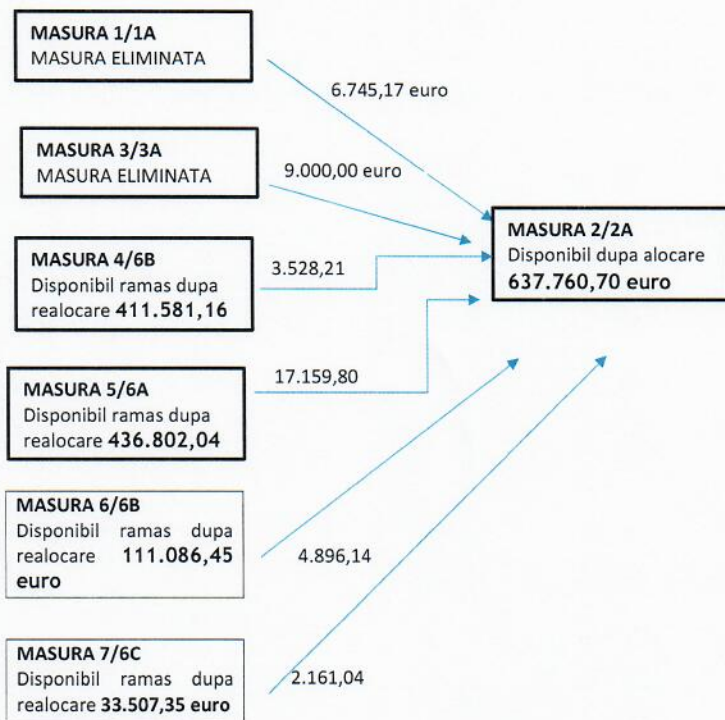 MASURA 1/1A
MASURA ELIMINATA
6.745,17 euro
MASURA 3/3A
MASURA ELIMINATA
9.000,00 euro
MASURA 2/2A
Disponibil dupa alocare
637.760,70 euro
MASURA 4/6B
Disponibil ramas dupa
realocare 411.581,16
3.528,21
MASURA 5/6A
Disponibil ramas dupa
realocare 436.802,04
17.159,80
MASURA 6/6B
Disponibil ramas dupa
realocare 111.086,45
euro
4.896,14
MASURA 7/6C
Disponibil ramas dupa
realocare 33.507,35 euro
2.161,04